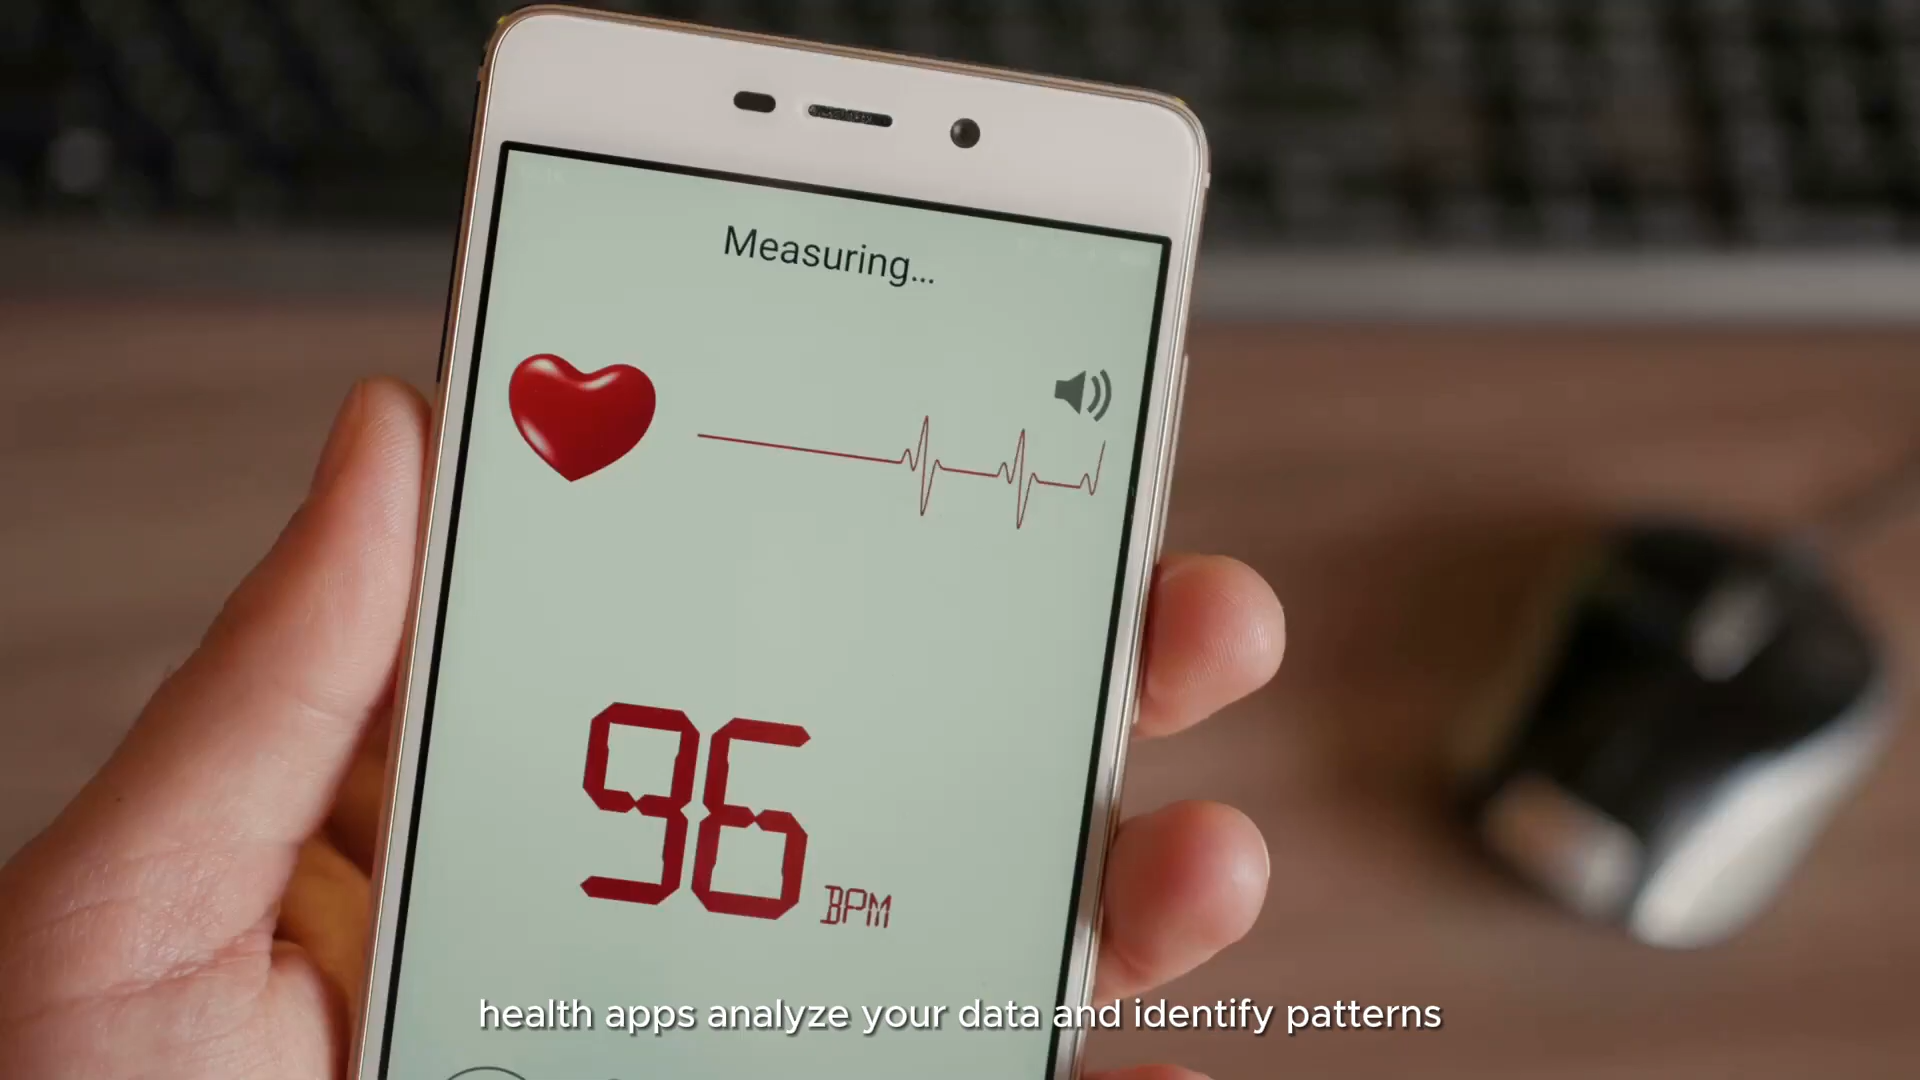 Measuring...
96
BPM
health apps analyze your data and identify patterns